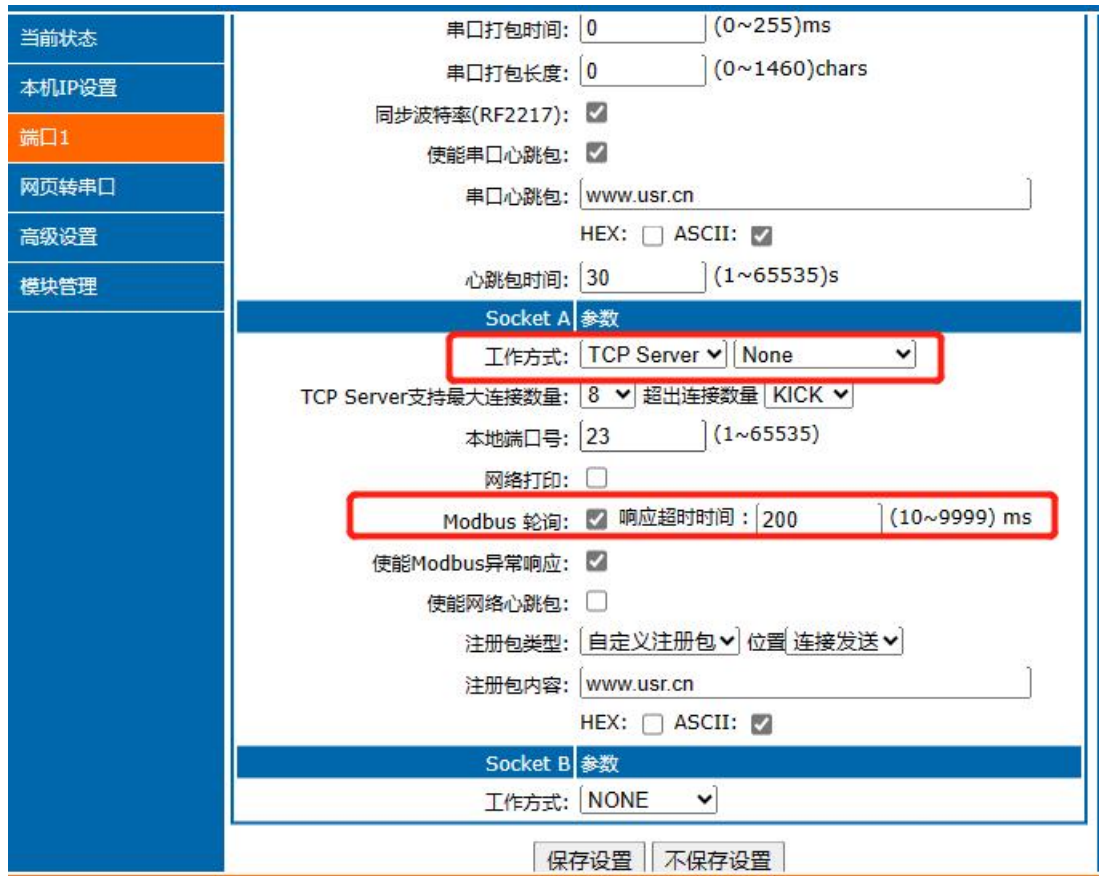 当前状态
本机IP设置
端口1
网页转串口
高级设置
模块管理
串口打包时间: 0 (0~255)ms
串口打包长度: 0 (0~1460)chars
同步波特率(RF2217):
使能串口心跳包:
串口心跳包: www.usr.cn
HEX: ASCII:
心跳包时间: 30 (1~65535)s
Socket A 参数
工作方式: TCP Server None
TCP Server支持最大连接数量: 8 超出连接数量 KICK
本地端口号: 23 (1~65535)
网络打印:
Modbus 轮询: 响应超时时间：200 (10~9999) ms
使能Modbus异常响应:
使能网络心跳包:
注册包类型: 自定义注册包 位置 连接发送
注册包内容: www.usr.cn
HEX: ASCII:
Socket B 参数
工作方式: NONE
保存设置 不保存设置